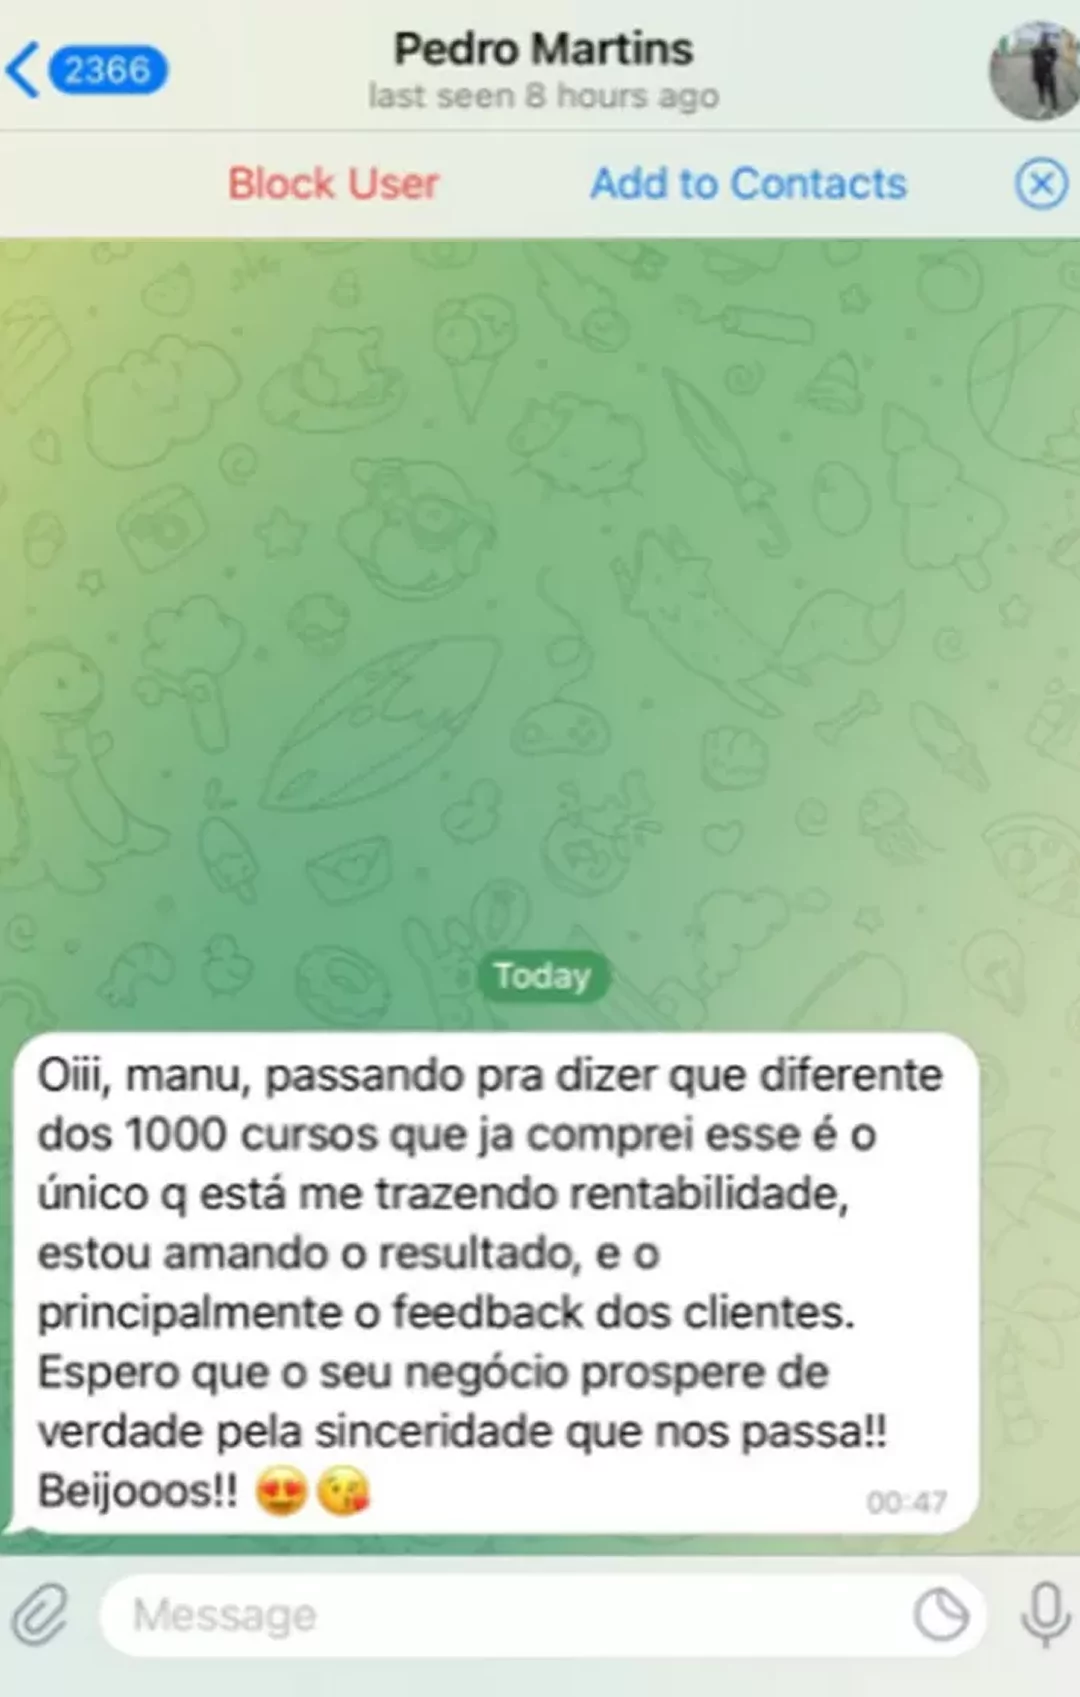 2366
Pedro Martins
last seen 8 hours ago
Block User
Add to Contacts
Today
Oiii, manu, passando pra dizer que diferente
dos 1000 cursos que ja comprei esse é o
único q está me trazendo rentabilidade,
estou amando o resultado, e o
principalmente o feedback dos clientes.
Espero que o seu negócio prospere de
verdade pela sinceridade que nos passa!!
Beijooos!! 😍😘
00:47
Message